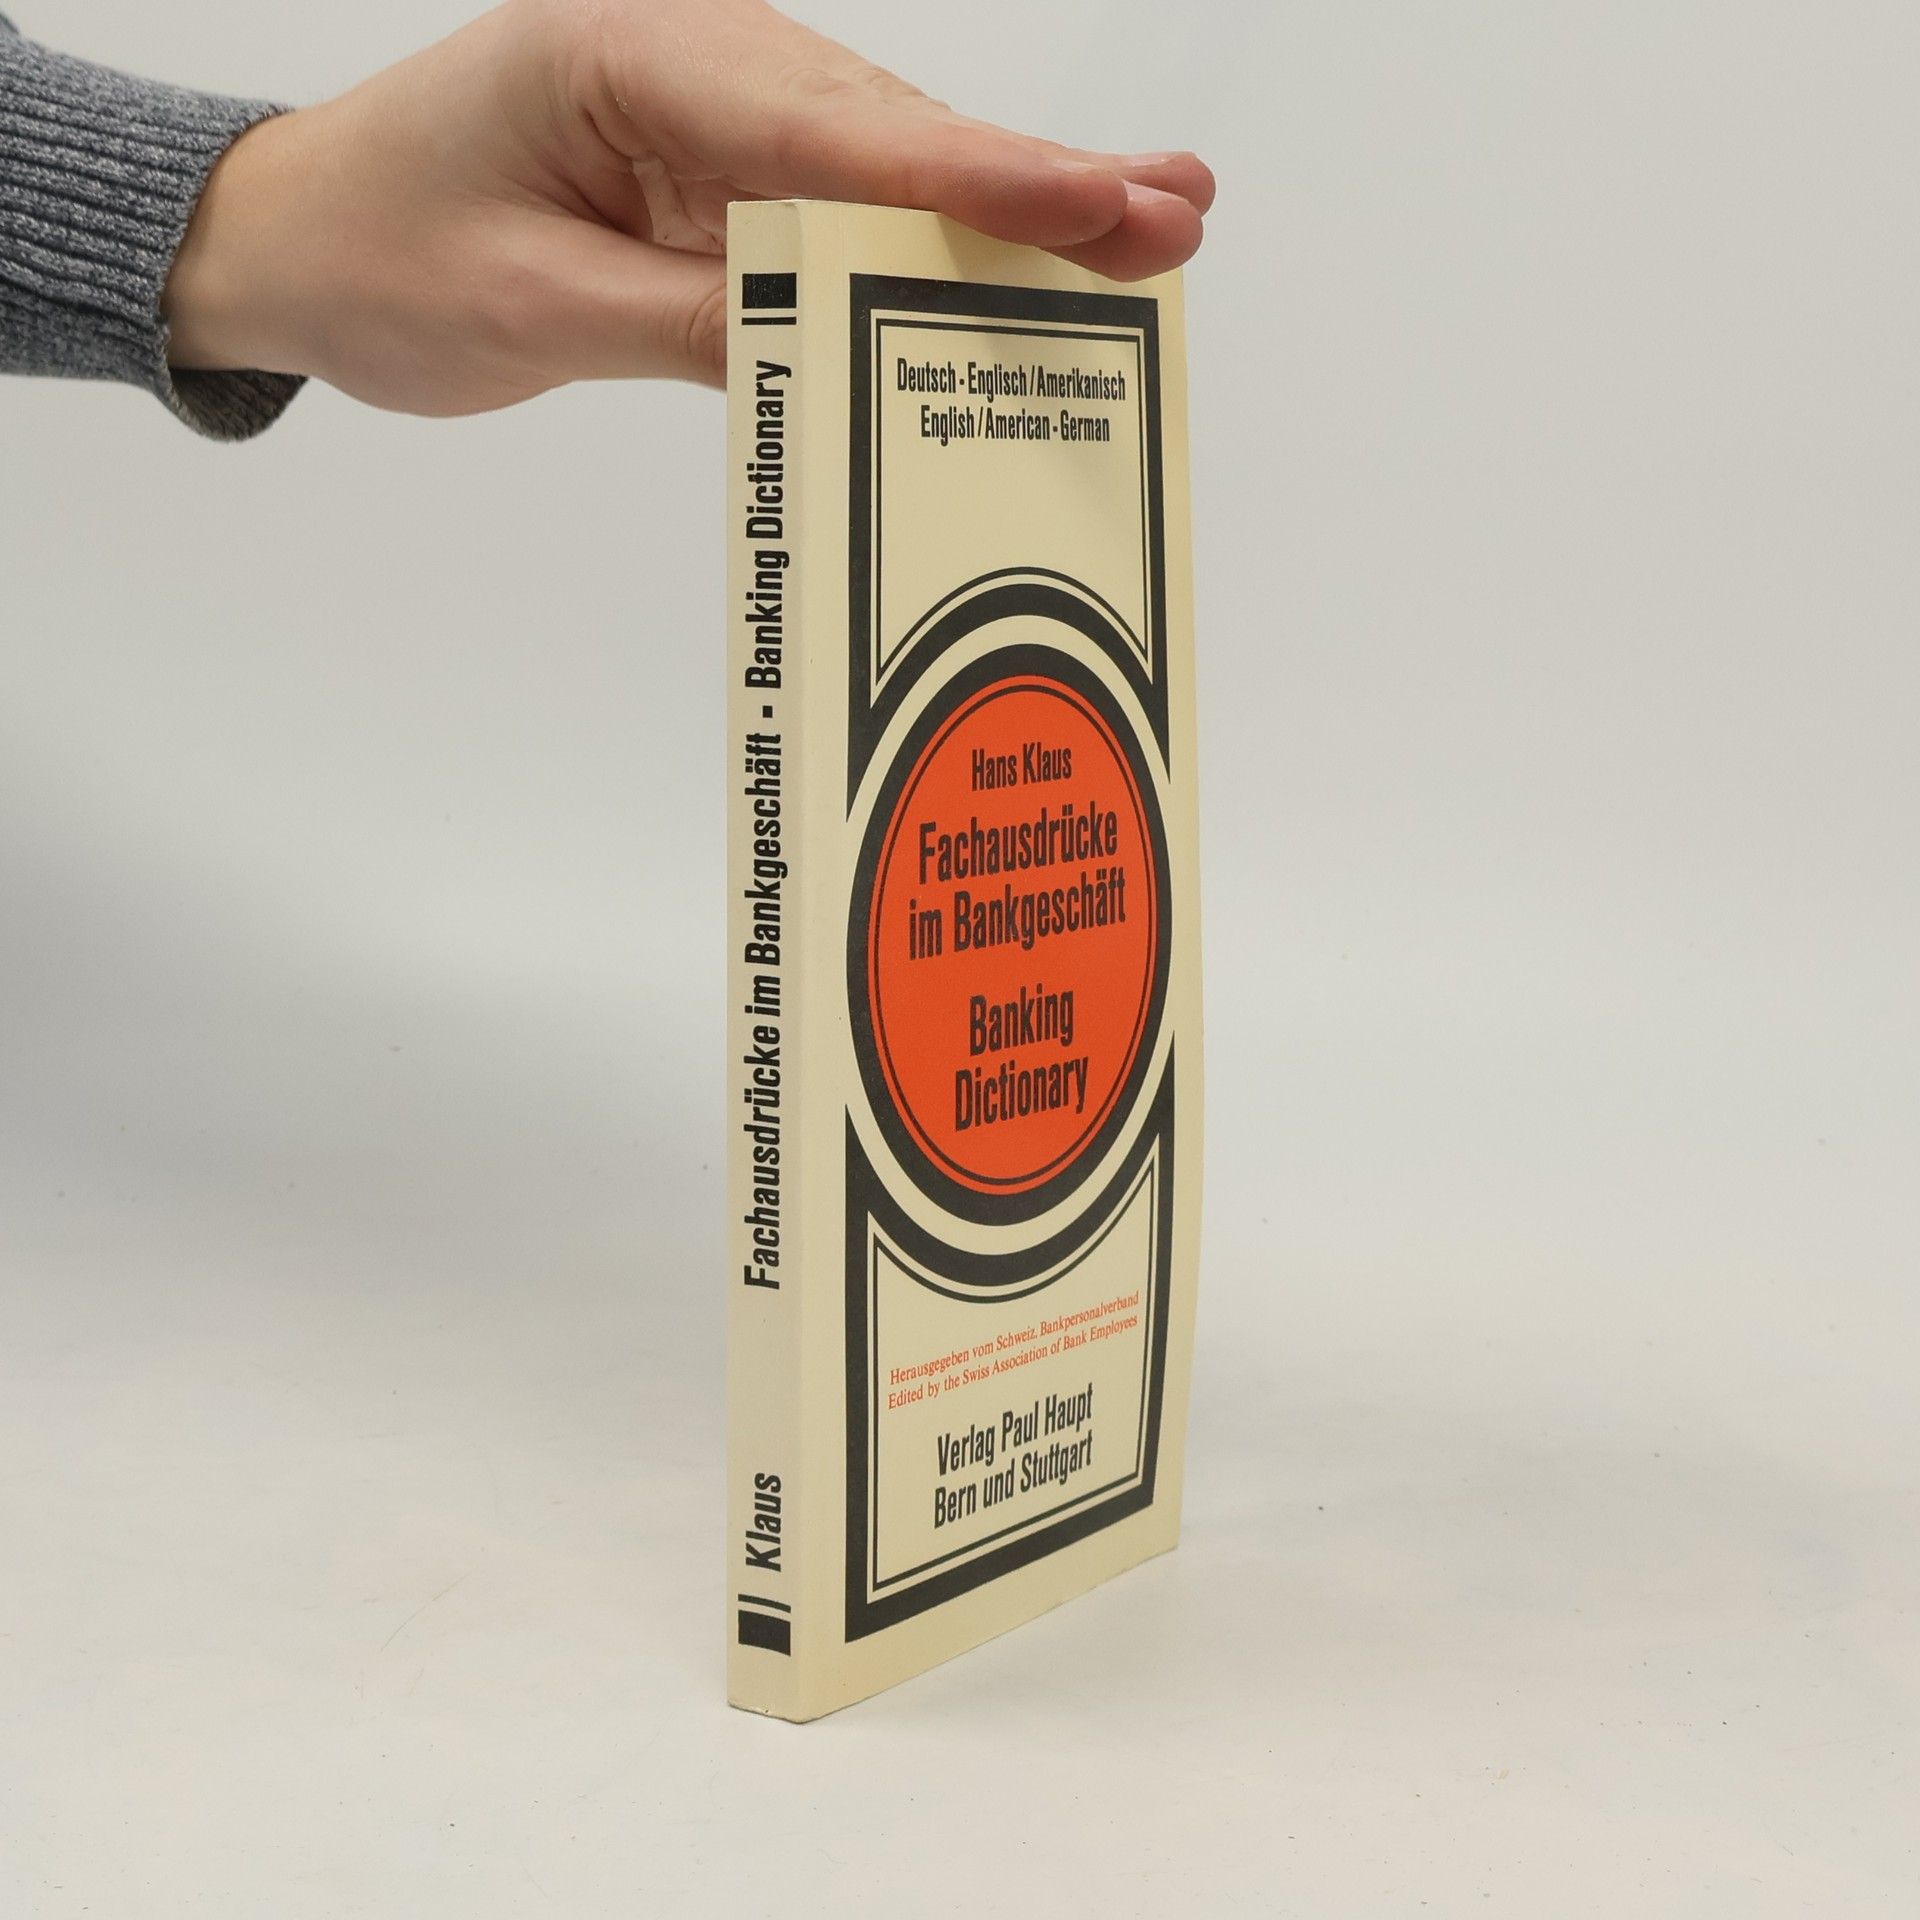 Fachausdrücke im Bankgeschäft - Banking Dictionary
Klaus
Deutsch - Englisch/Amerikanisch
English/American - German
Hans Klaus
Fachausdrücke
im Bankgeschäft
Banking
Dictionary
Herausgegeben vom Schweiz. Bankpersonalverband
Edited by the Swiss Association of Bank Employees
Verlag Paul Haupt
Bern und Stuttgart